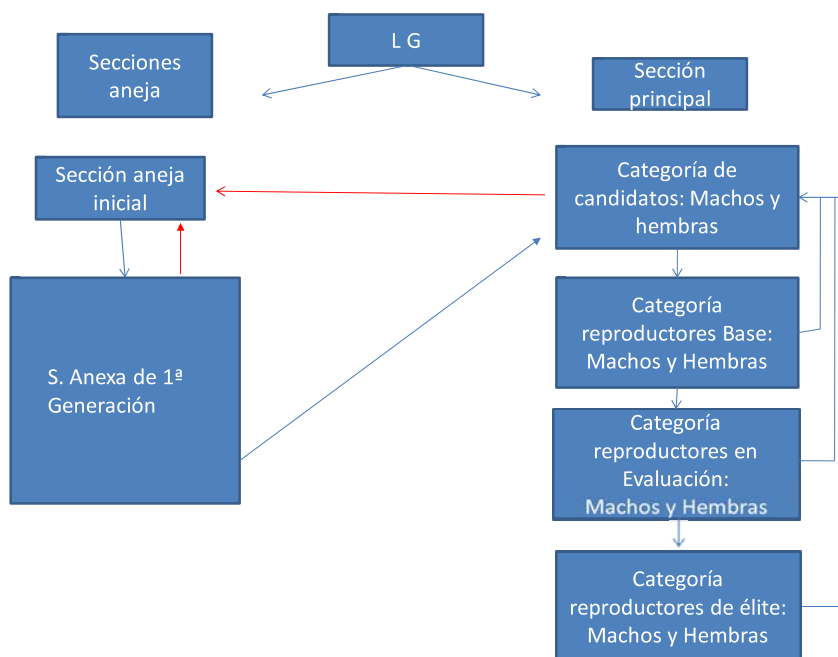 L G
Secciones
aneja
Sección
principal
Sección aneja
inicial
Categoría de
candidatos: Machos y
hembras
S. Anexa de 1ª
Generación
Categoría
reproductores Base:
Machos y Hembras
Categoría
reproductores en
Evaluación:
Machos y Hembras
Categoría
reproductores de élite:
Machos y Hembras